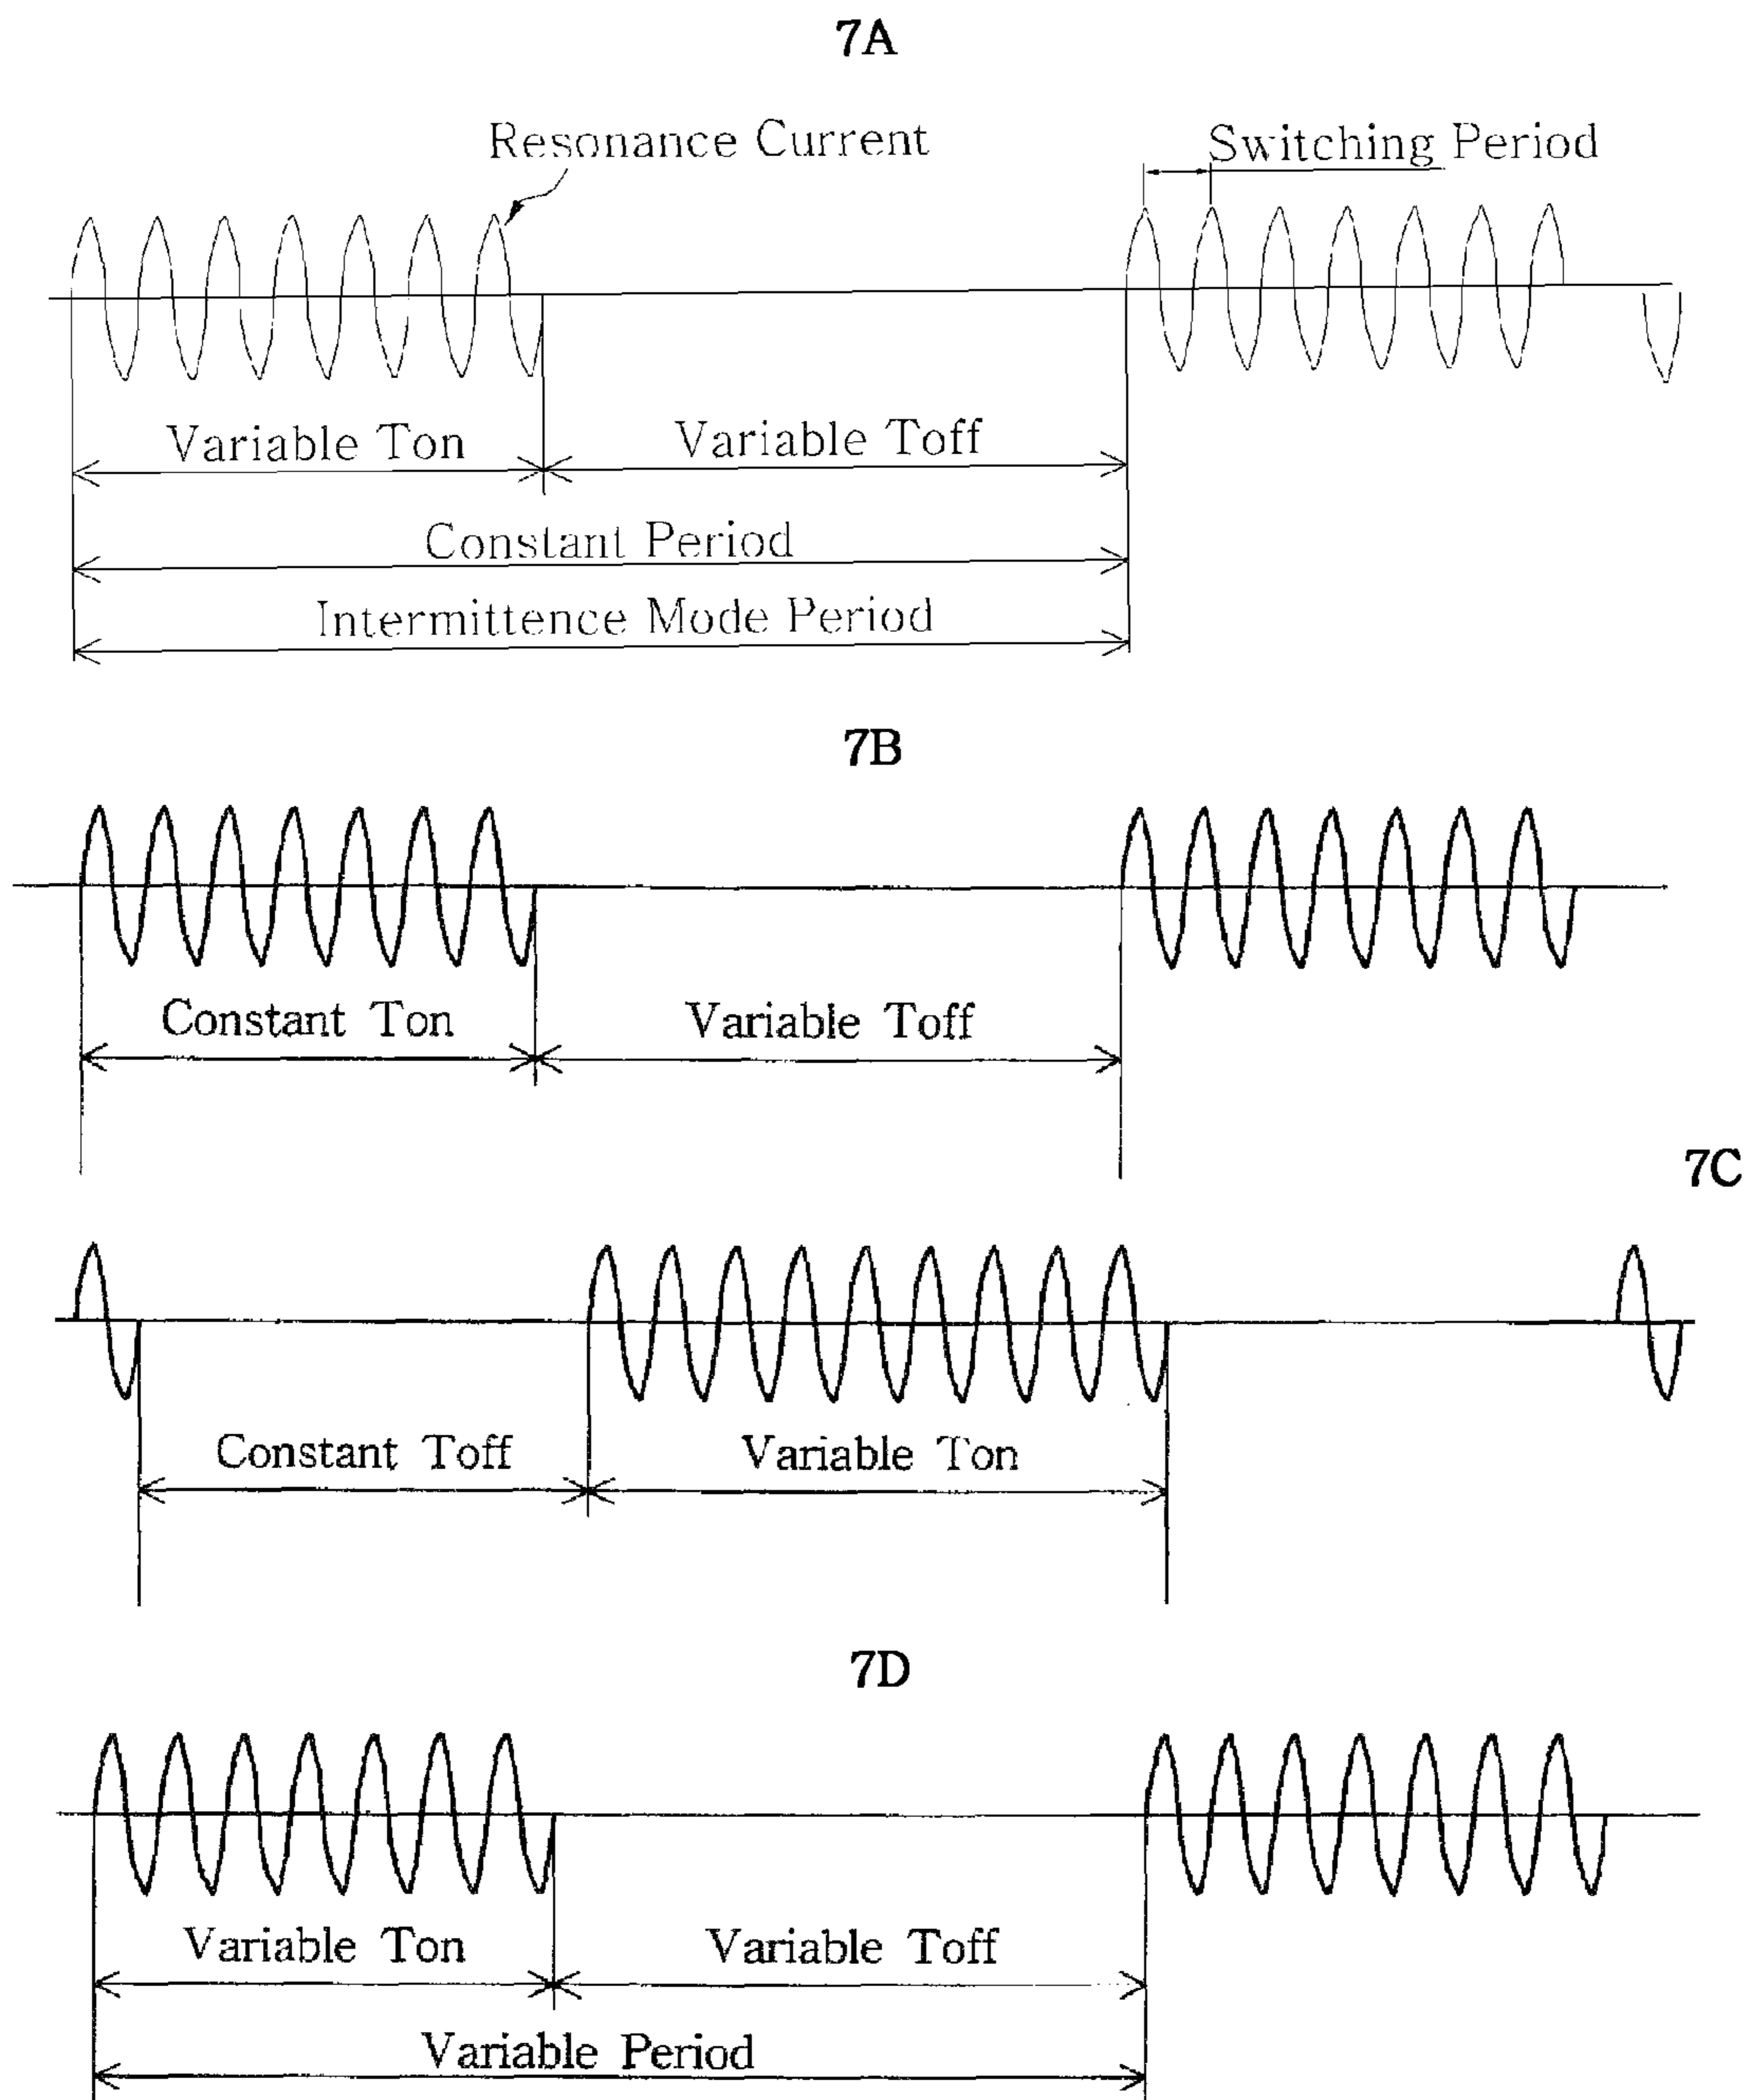 7A
Resonance Current
Switching Period
Variable Ton
Variable Toff
Constant Period
Intermittence Mode Period
7B
Constant Ton
Variable Toff
7C
Constant Toff
Variable Ton
7D
Variable Ton
Variable Toff
Variable Period